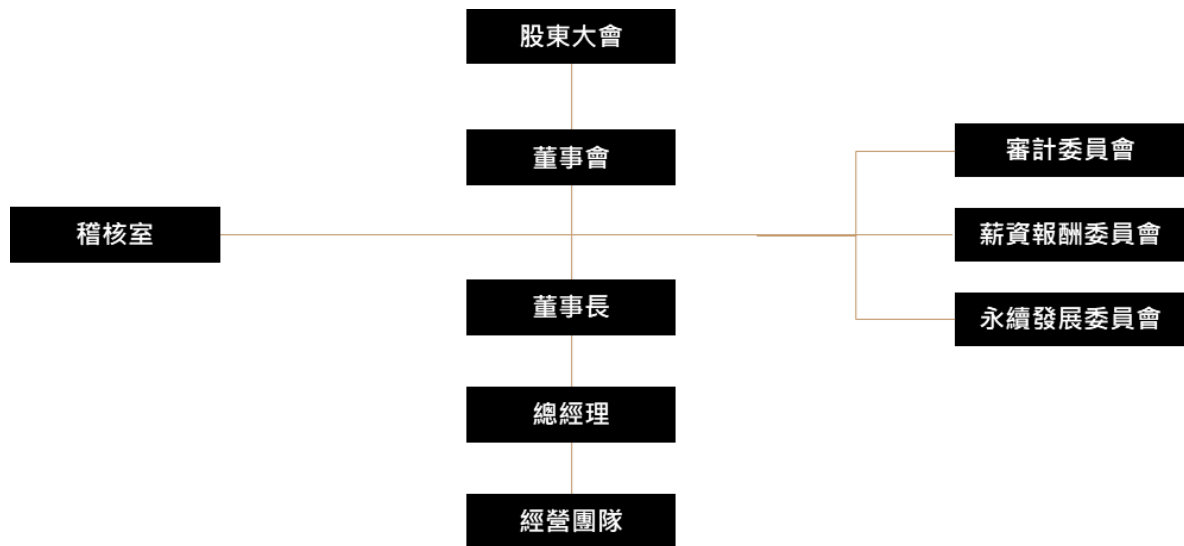 股東大會
董事會
審計委員會
稽核室
薪資報酬委員會
董事長
永續發展委員會
總經理
經營團隊